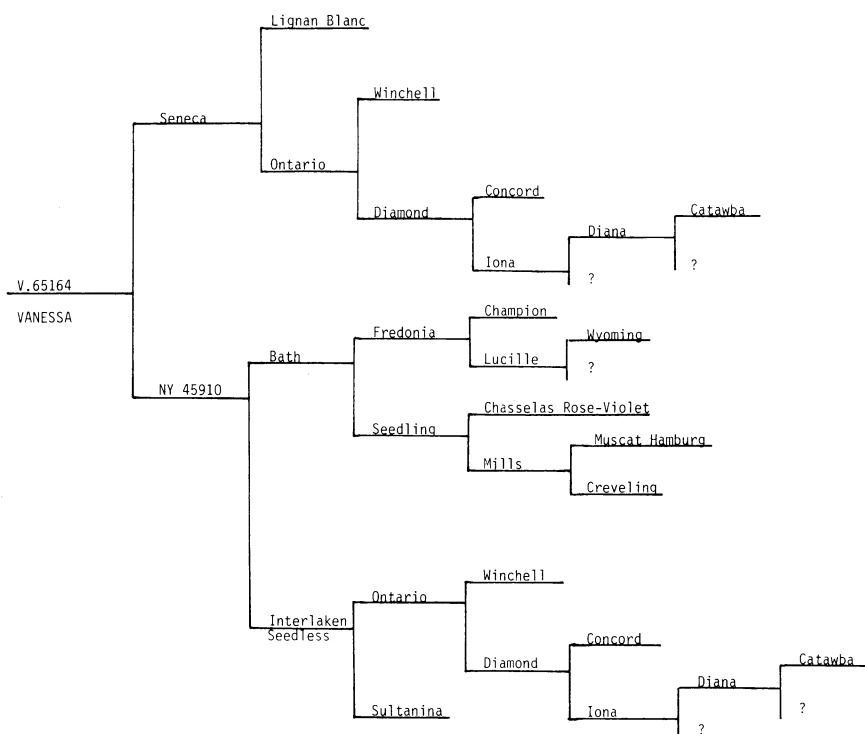 Lignan Blanc
Winchell
Seneca
Ontario
Concord
Diamond
Catawba
Diana
Iona
?
?
V.65164
VANESSA
Champion
Fredonia
Wyoming
Bath
Lucille
?
NY 45910
Chasselas Rose-Violet
Seedling
Muscat Hamburg
Mills
Creveling
Winchell
Ontario
Interlaken
Seedless
Concord
Diamond
Catawba
Diana
Sultanina
Iona
?
?